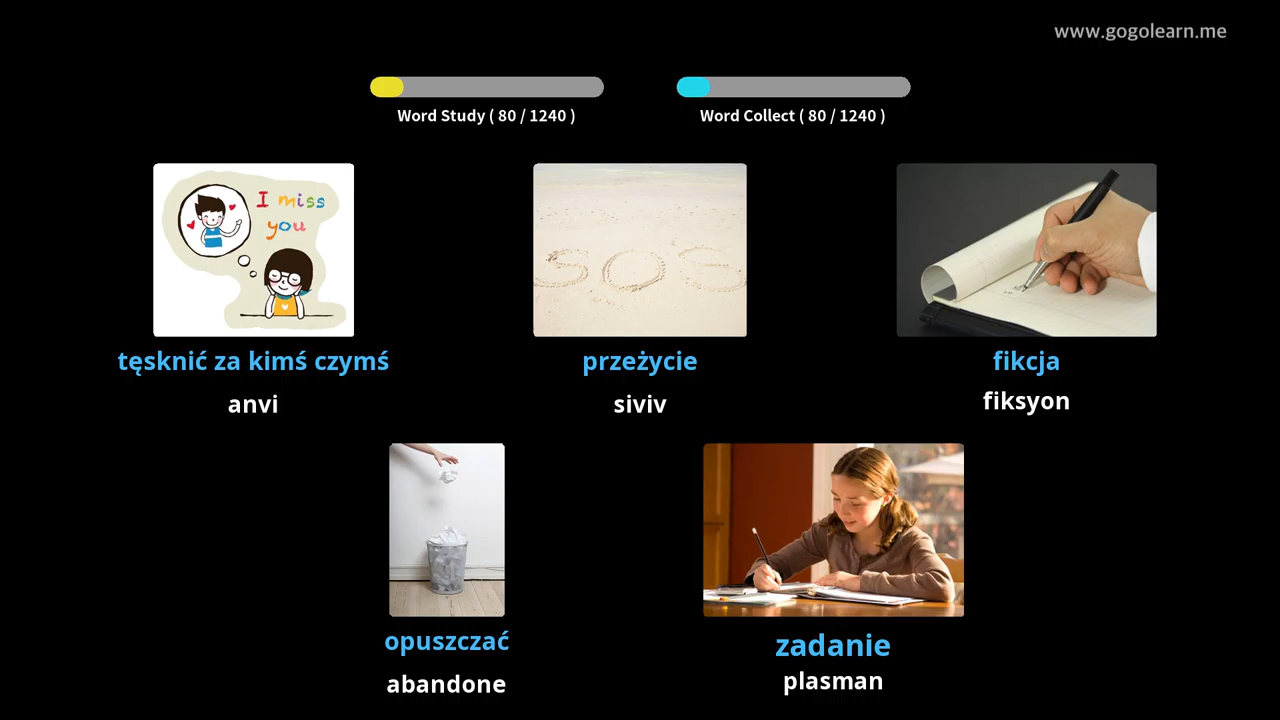 www.gogolearn.me
Word Study ( 80 / 1240 )
Word Collect ( 80 / 1240 )
I miss
you
SOS
tęsknić za kimś czymś
przeżycie
fikcja
anvi
siviv
fiksyon
opuszczać
zadanie
abandone
plasman